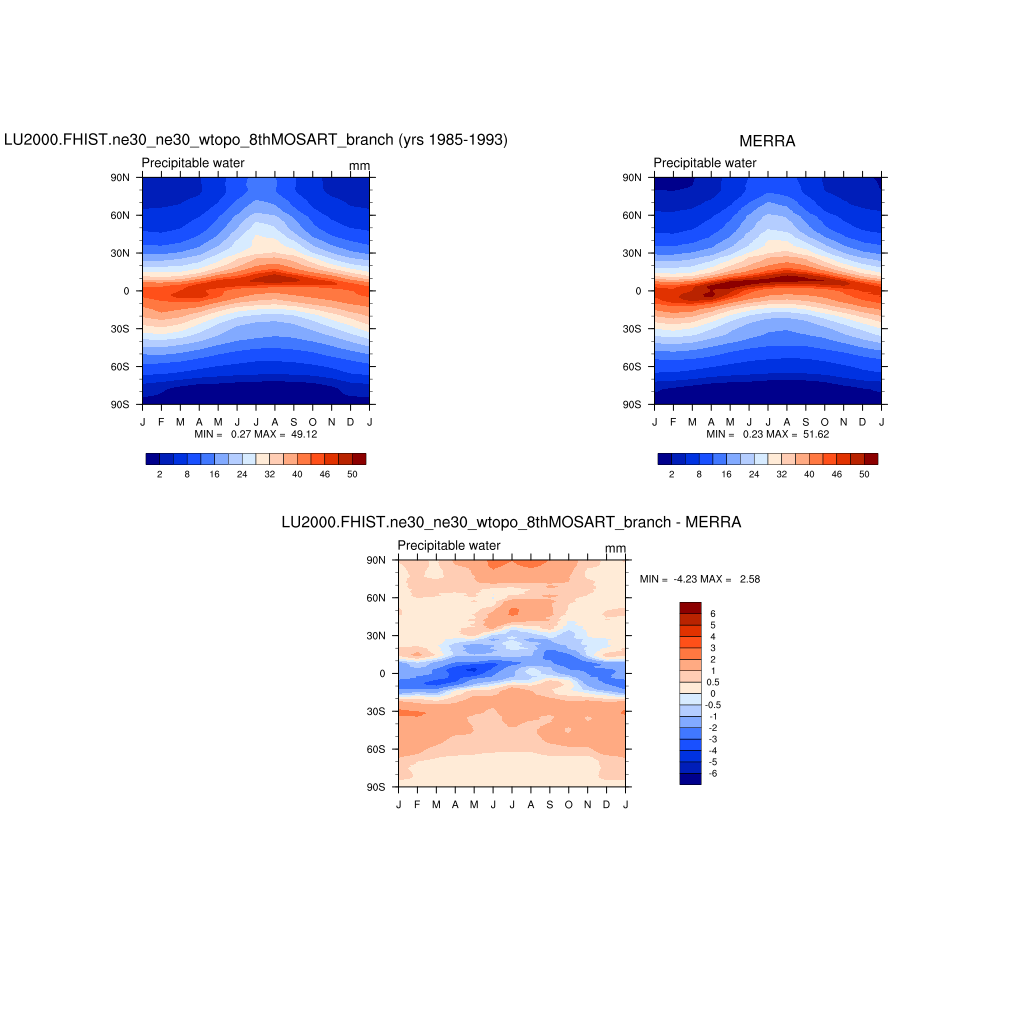 LU2000.FHIST.ne30_ne30_wtopo_8thMOSART_branch (yrs 1985-1993)
Precipitable water mm
90N
60N
30N
0
30S
60S
90S
J F M A M J J A S O N D J
MIN = 0.27 MAX = 49.12
2 8 16 24 32 40 46 50
MERRA
Precipitable water
90N
60N
30N
0
30S
60S
90S
J F M A M J J A S O N D J
MIN = 0.23 MAX = 51.62
2 8 16 24 32 40 46 50
LU2000.FHIST.ne30_ne30_wtopo_8thMOSART_branch - MERRA
Precipitable water mm
90N
60N
30N
0
30S
60S
90S
J F M A M J J A S O N D J
MIN = -4.23 MAX = 2.58
6
5
4
3
2
1
0.5
0
-0.5
-1
-2
-3
-4
-5
-6